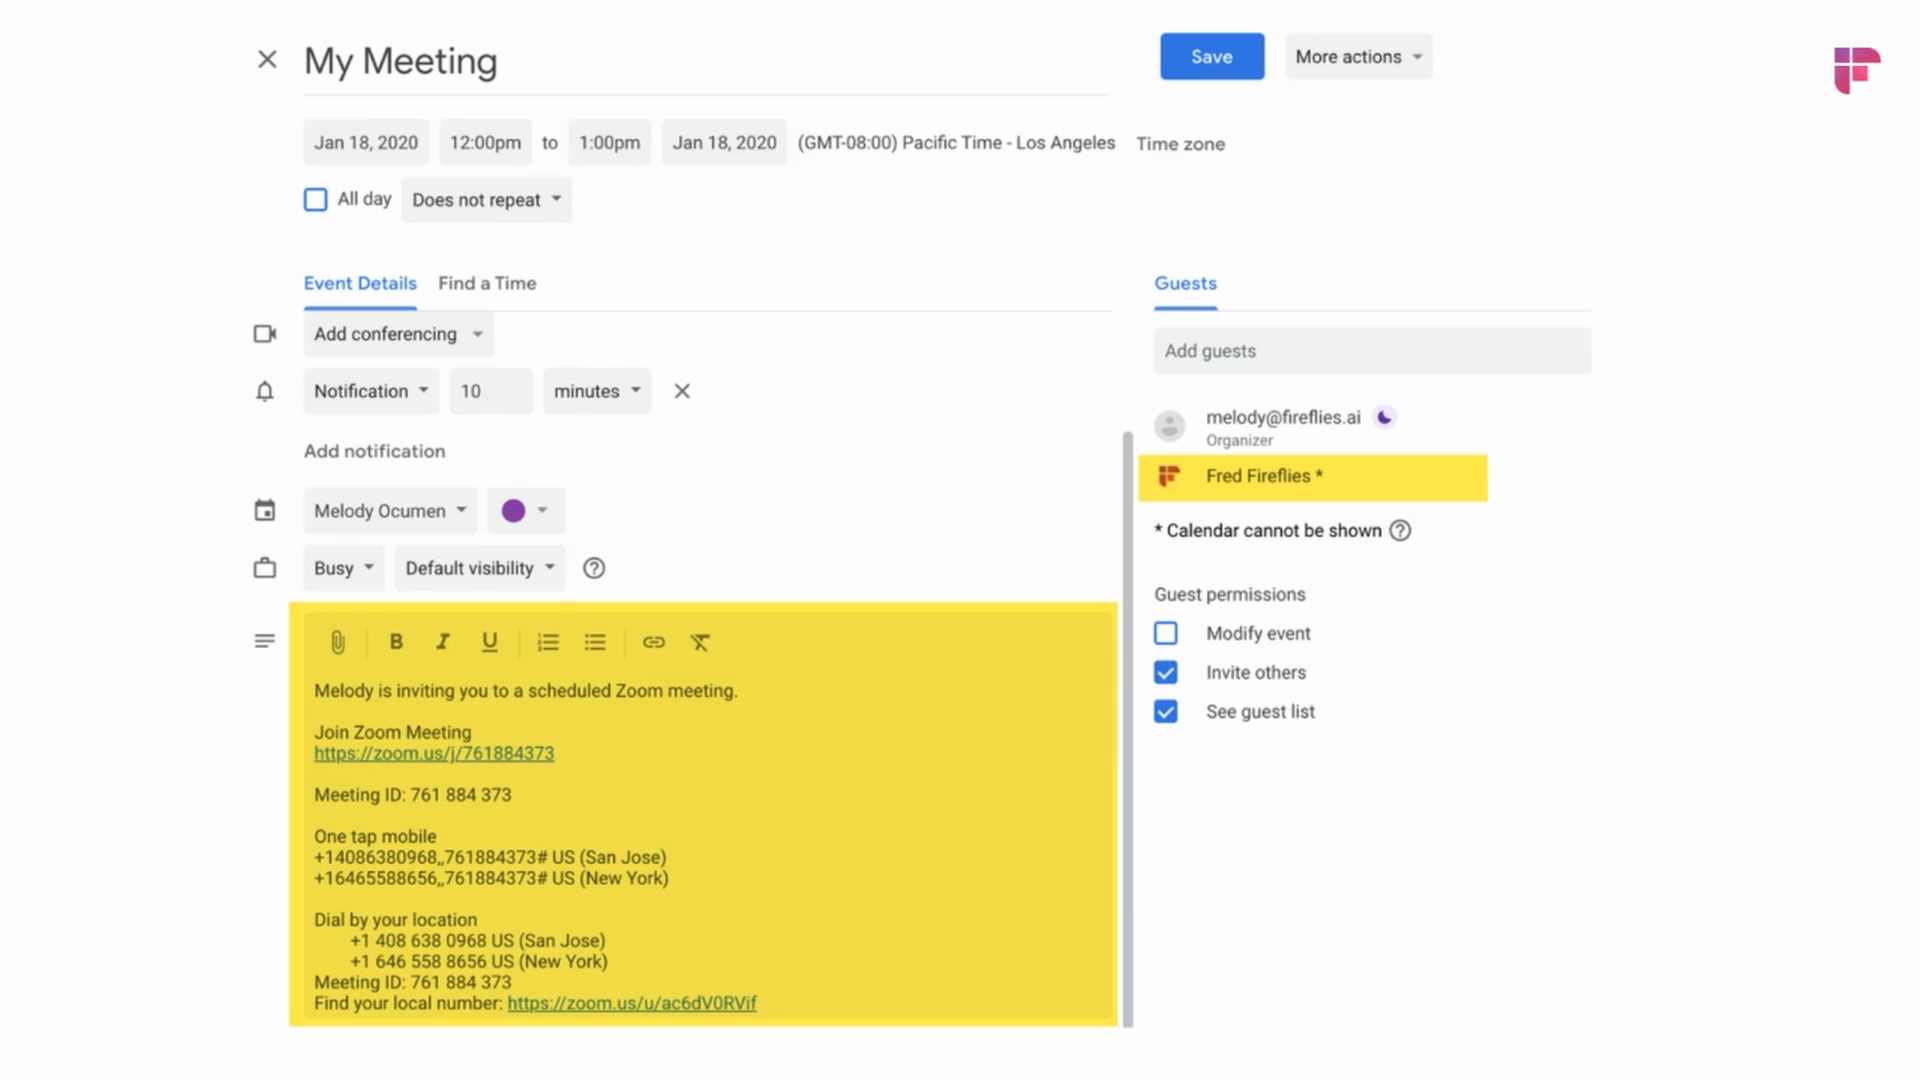 My Meeting
Save
More actions
Jan 18, 2020 12:00pm to 1:00pm Jan 18, 2020 (GMT-08:00) Pacific Time - Los Angeles Time zone
All day Does not repeat
Event Details Find a Time
Add conferencing
Notification 10 minutes
Add notification
Melody Ocumen
Busy Default visibility
B I U
Melody is inviting you to a scheduled Zoom meeting.
Join Zoom Meeting
https://zoom.us/j/761884373
Meeting ID: 761 884 373
One tap mobile
+14086380968,,761884373# US (San Jose)
+16465588656,,761884373# US (New York)
Dial by your location
+1 408 638 0968 US (San Jose)
+1 646 558 8656 US (New York)
Meeting ID: 761 884 373
Find your local number: https://zoom.us/u/ac6dV0RVif
Guests
Add guests
melody@fireflies.ai
Organizer
Fred Fireflies *
* Calendar cannot be shown
Guest permissions
Modify event
Invite others
See guest list